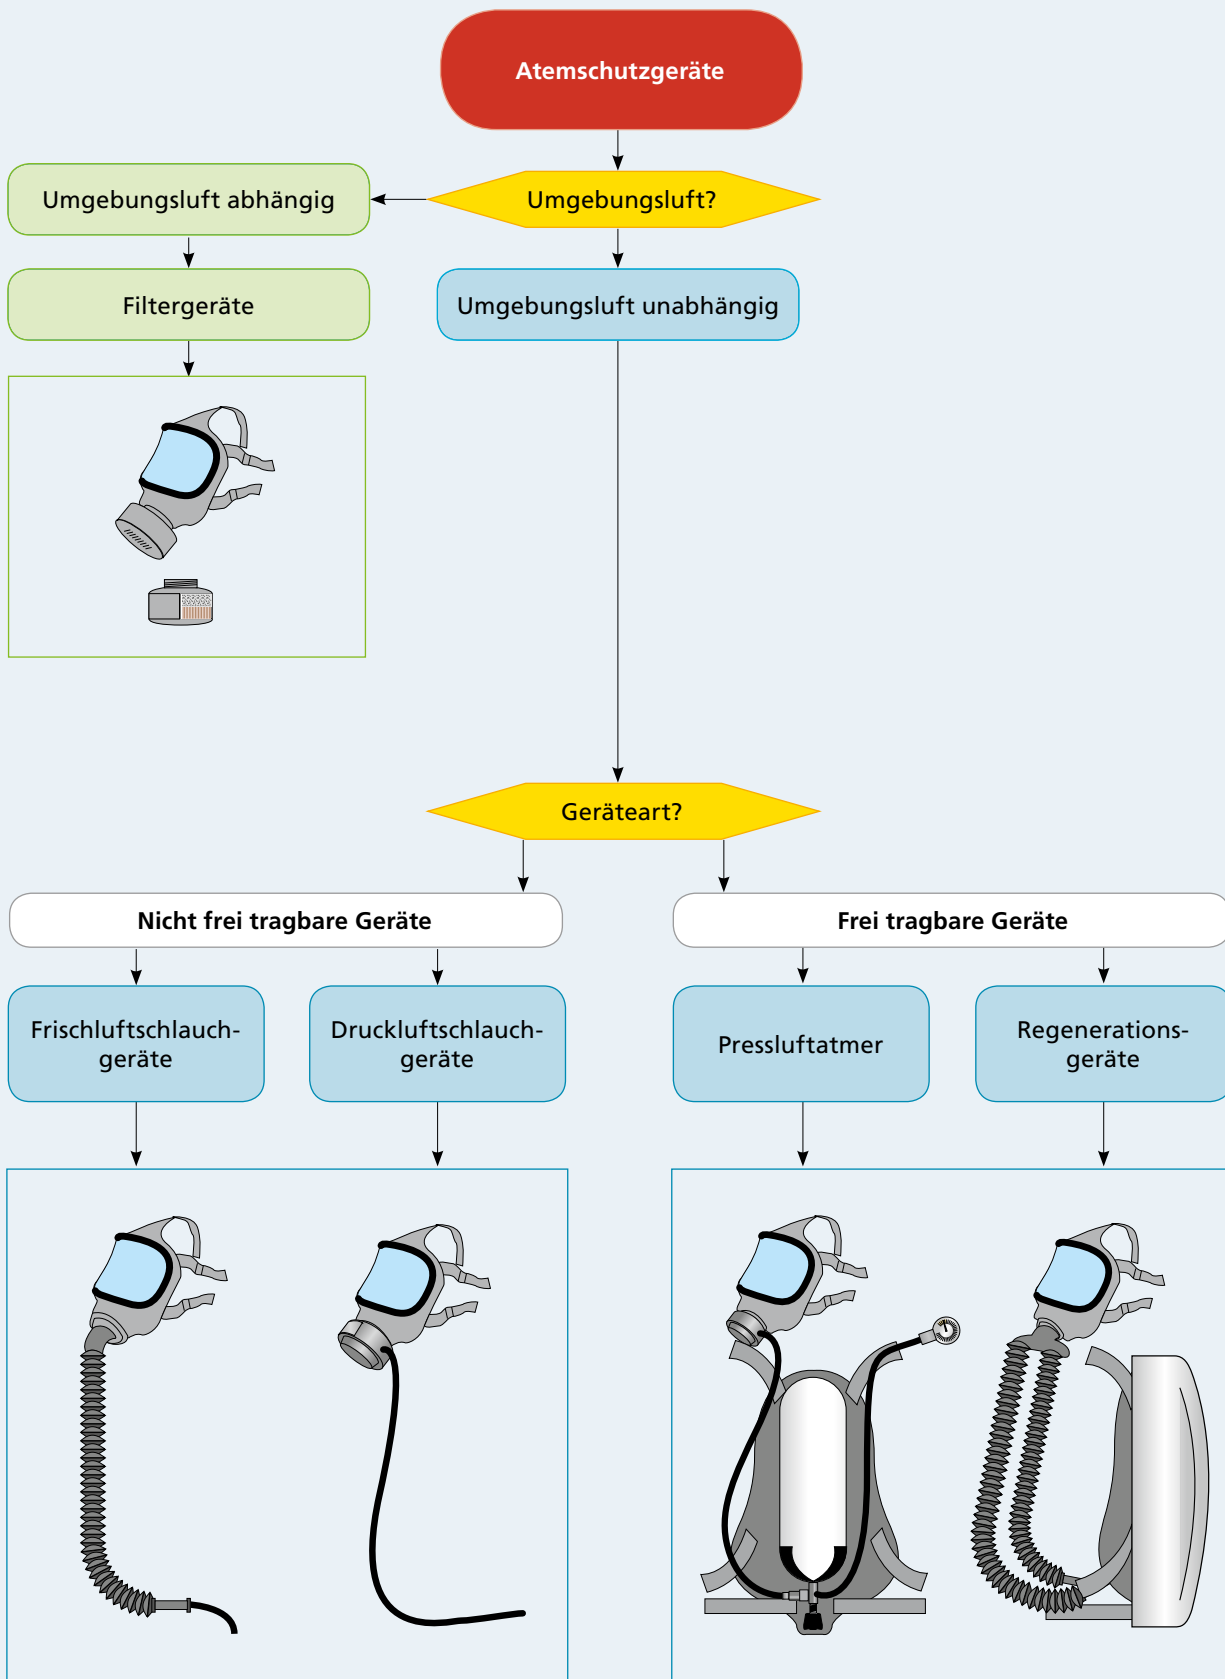 Atemschutzgeräte
Umgebungsluft abhängig
Umgebungsluft?
Filtergeräte
Umgebungsluft unabhängig
Geräteart?
Nicht frei tragbare Geräte
Frei tragbare Geräte
Frischluftschlauch-
geräte
Druckluftschlauch-
geräte
Pressluftatmer
Regenerations-
geräte